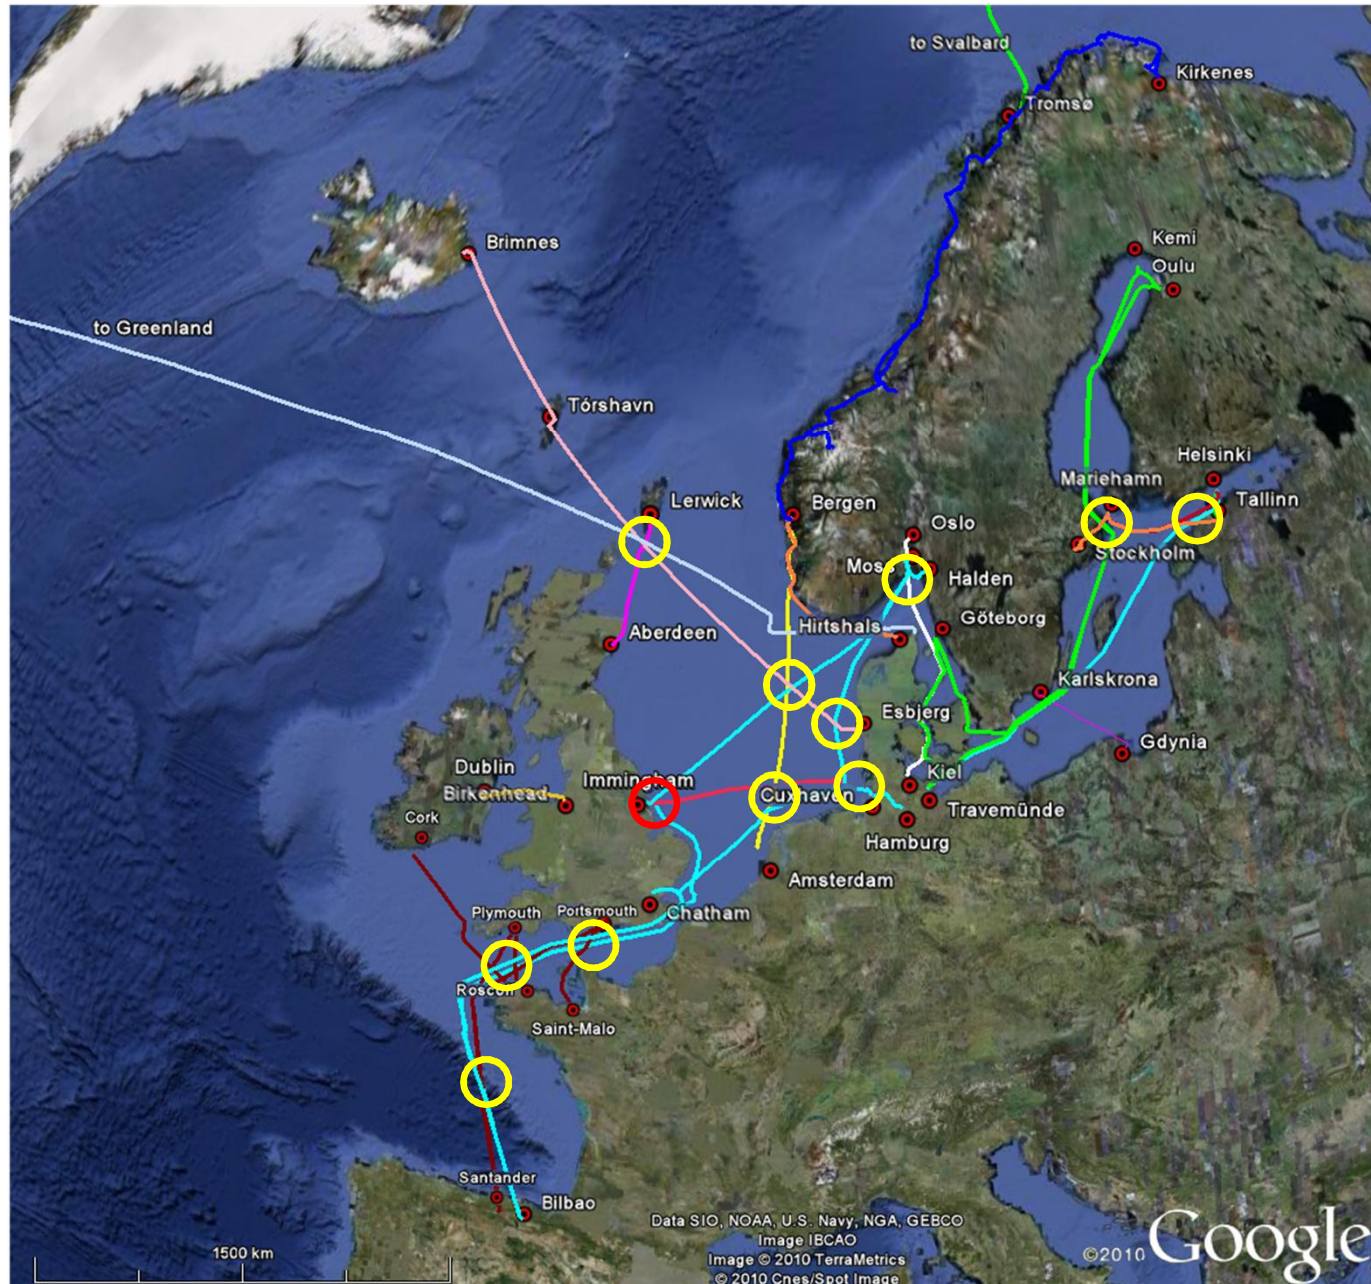 to Svalbard
Kirkenes
Tromsø
Kemi
Brimnes
Oulu
to Greenland
Tórshavn
Helsinki
Mariehamn
Lerwick
Bergen
Tallinn
Oslo
Stockholm
Moss
Halden
Göteborg
Hirtshals
Aberdeen
Karlskrona
Esbjerg
Gdynia
Dublin
Kiel
Immingham
Birkenhead
Cuxhaven
Travemünde
Cork
Hamburg
Amsterdam
Plymouth
Portsmouth
Chatham
Roscoff
Saint-Malo
Santander
Bilbao
Data SIO, NOAA, U.S. Navy, NGA, GEBCO
Image IBCAO
Image © 2010 TerraMetrics
© 2010 Cnes/Spot Image
1500 km
©2010 Google